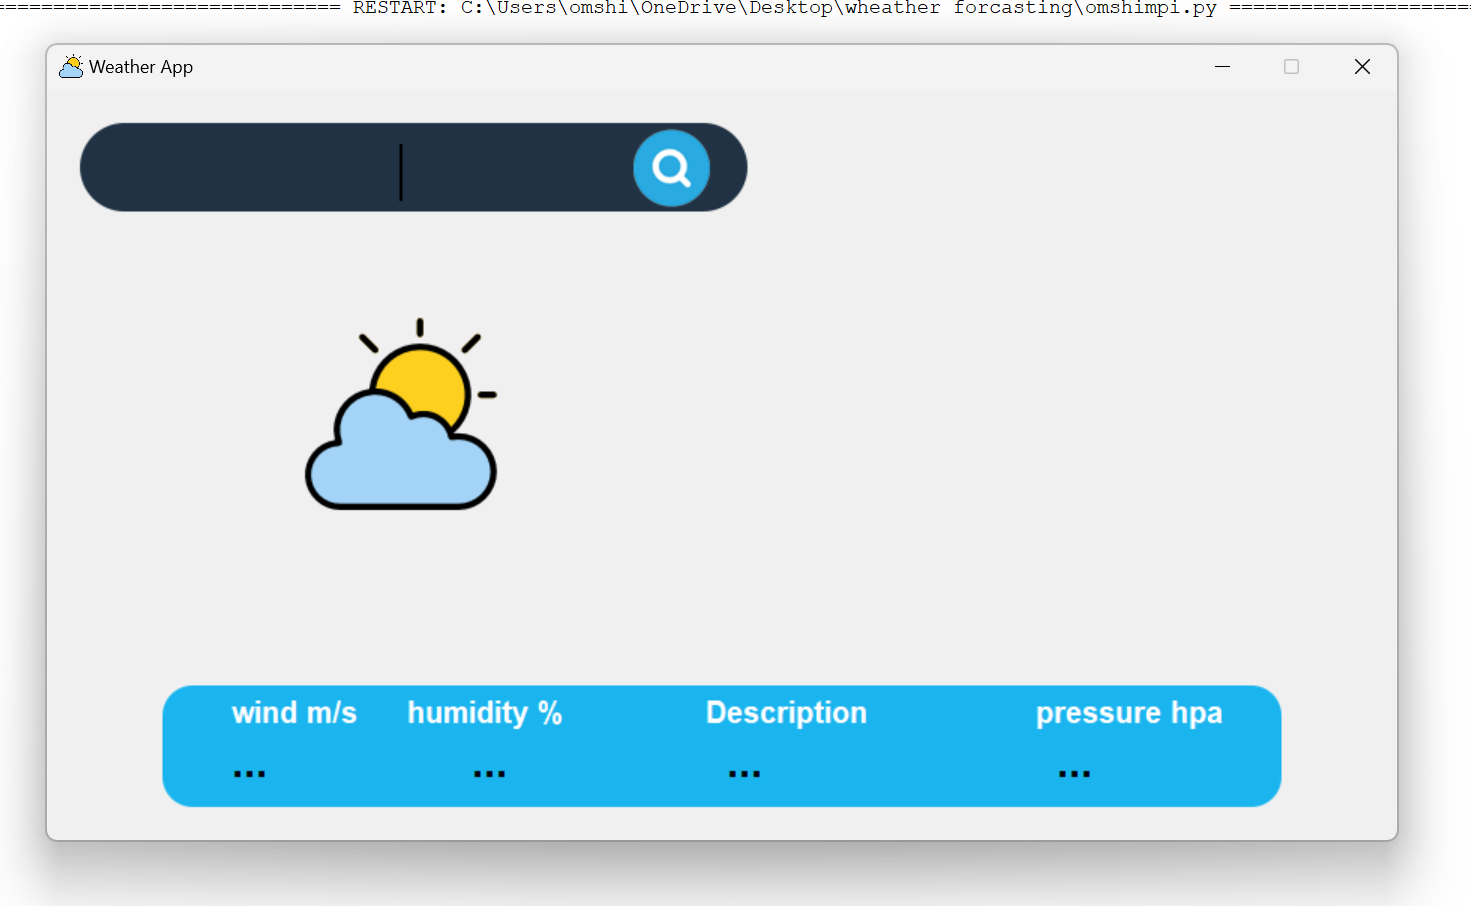 ============================= RESTART: C:\Users\omshi\OneDrive\Desktop\wheather forcasting\omshimpi.py =====================
Weather App
wind m/s humidity % Description pressure hpa
... ... ... ...